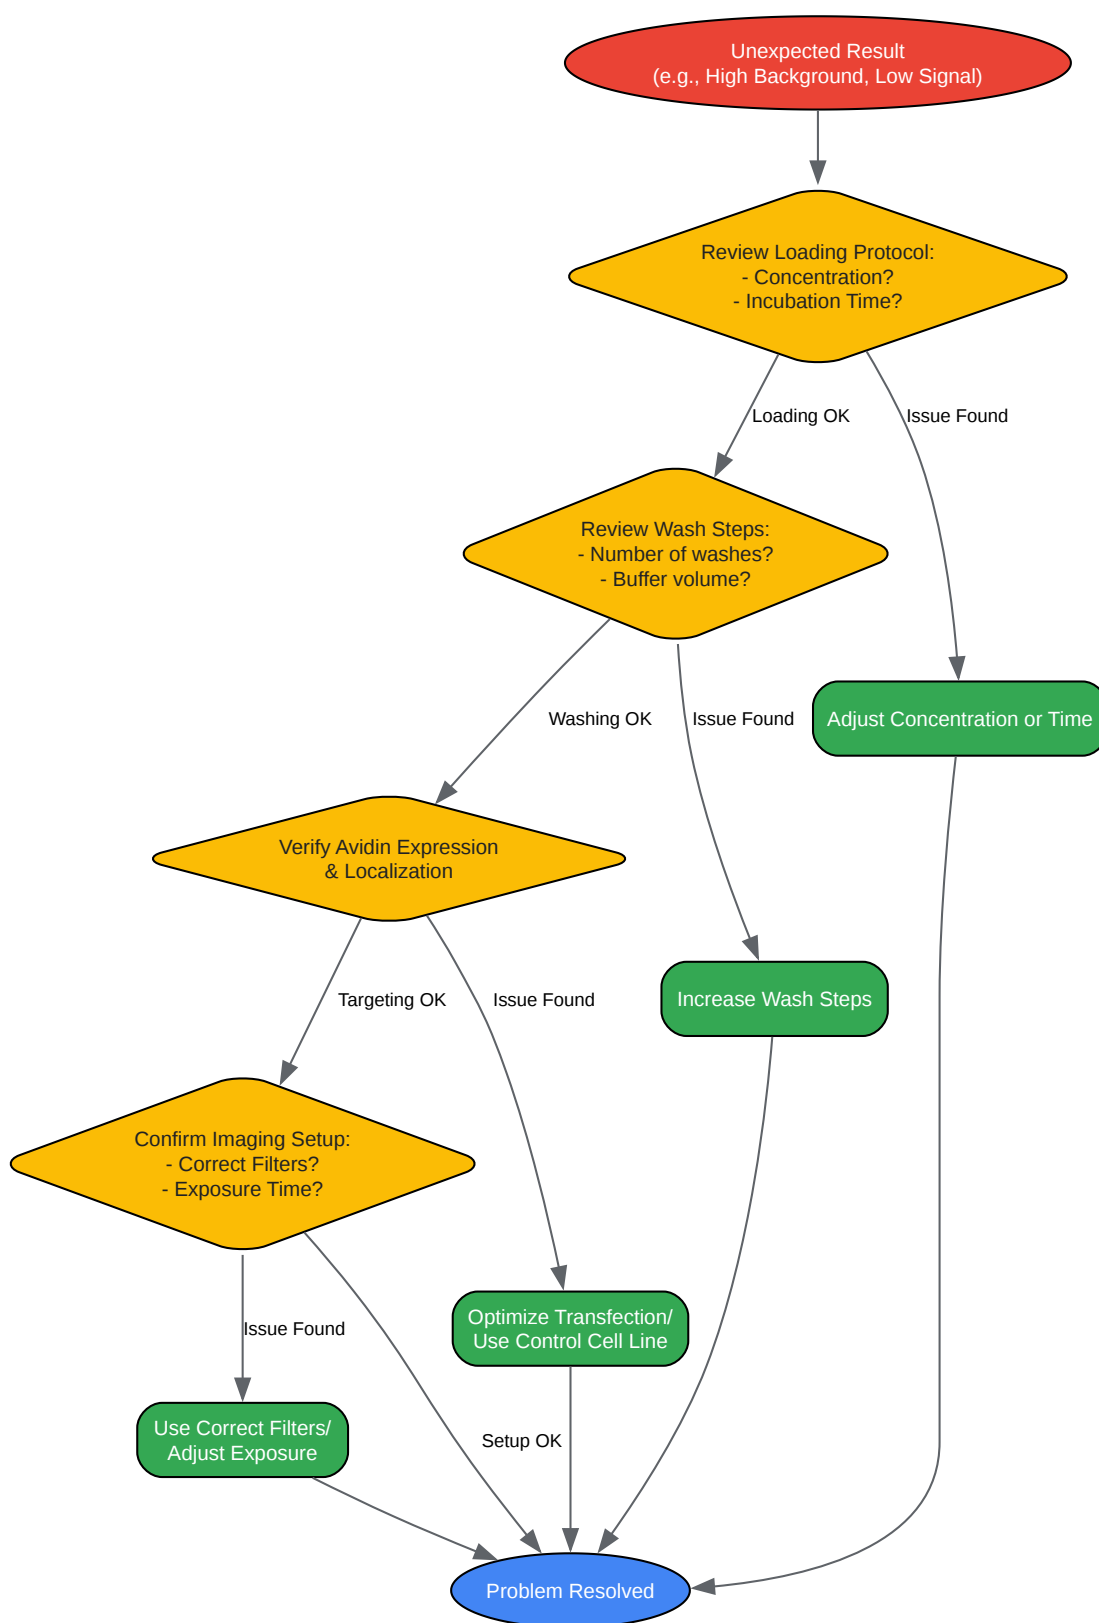 Unexpected Result
(e.g., High Background, Low Signal)
Review Loading Protocol:
- Concentration?
- Incubation Time?
Loading OK
Issue Found
Review Wash Steps:
- Number of washes?
- Buffer volume?
Washing OK
Issue Found
Adjust Concentration or Time
Verify Avidin Expression
& Localization
Targeting OK
Issue Found
Increase Wash Steps
Confirm Imaging Setup:
- Correct Filters?
- Exposure Time?
Issue Found
Optimize Transfection/
Use Control Cell Line
Use Correct Filters/
Adjust Exposure
Setup OK
Problem Resolved